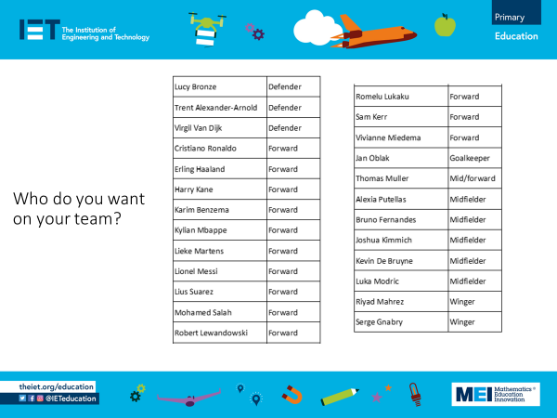 IET
The Institution of
Engineering and Technology
Primary
Education
Who do you want
on your team?
Lucy Bronze Defender
Trent Alexander-Arnold Defender
Virgil Van Dijk Defender
Cristiano Ronaldo Forward
Erling Haaland Forward
Harry Kane Forward
Karim Benzema Forward
Kylian Mbappe Forward
Lieke Martens Forward
Lionel Messi Forward
Lius Suarez Forward
Mohamed Salah Forward
Robert Lewandowski Forward
Romelu Lukaku Forward
Sam Kerr Forward
Vivianne Miedema Forward
Jan Oblak Goalkeeper
Thomas Muller Mid/forward
Alexia Putellas Midfielder
Bruno Fernandes Midfielder
Joshua Kimmich Midfielder
Kevin De Bruyne Midfielder
Luka Modric Midfielder
Riyad Mahrez Winger
Serge Gnabry Winger
theiet.org/education
@IETeducation
MEI
Mathematics
Education
Innovation